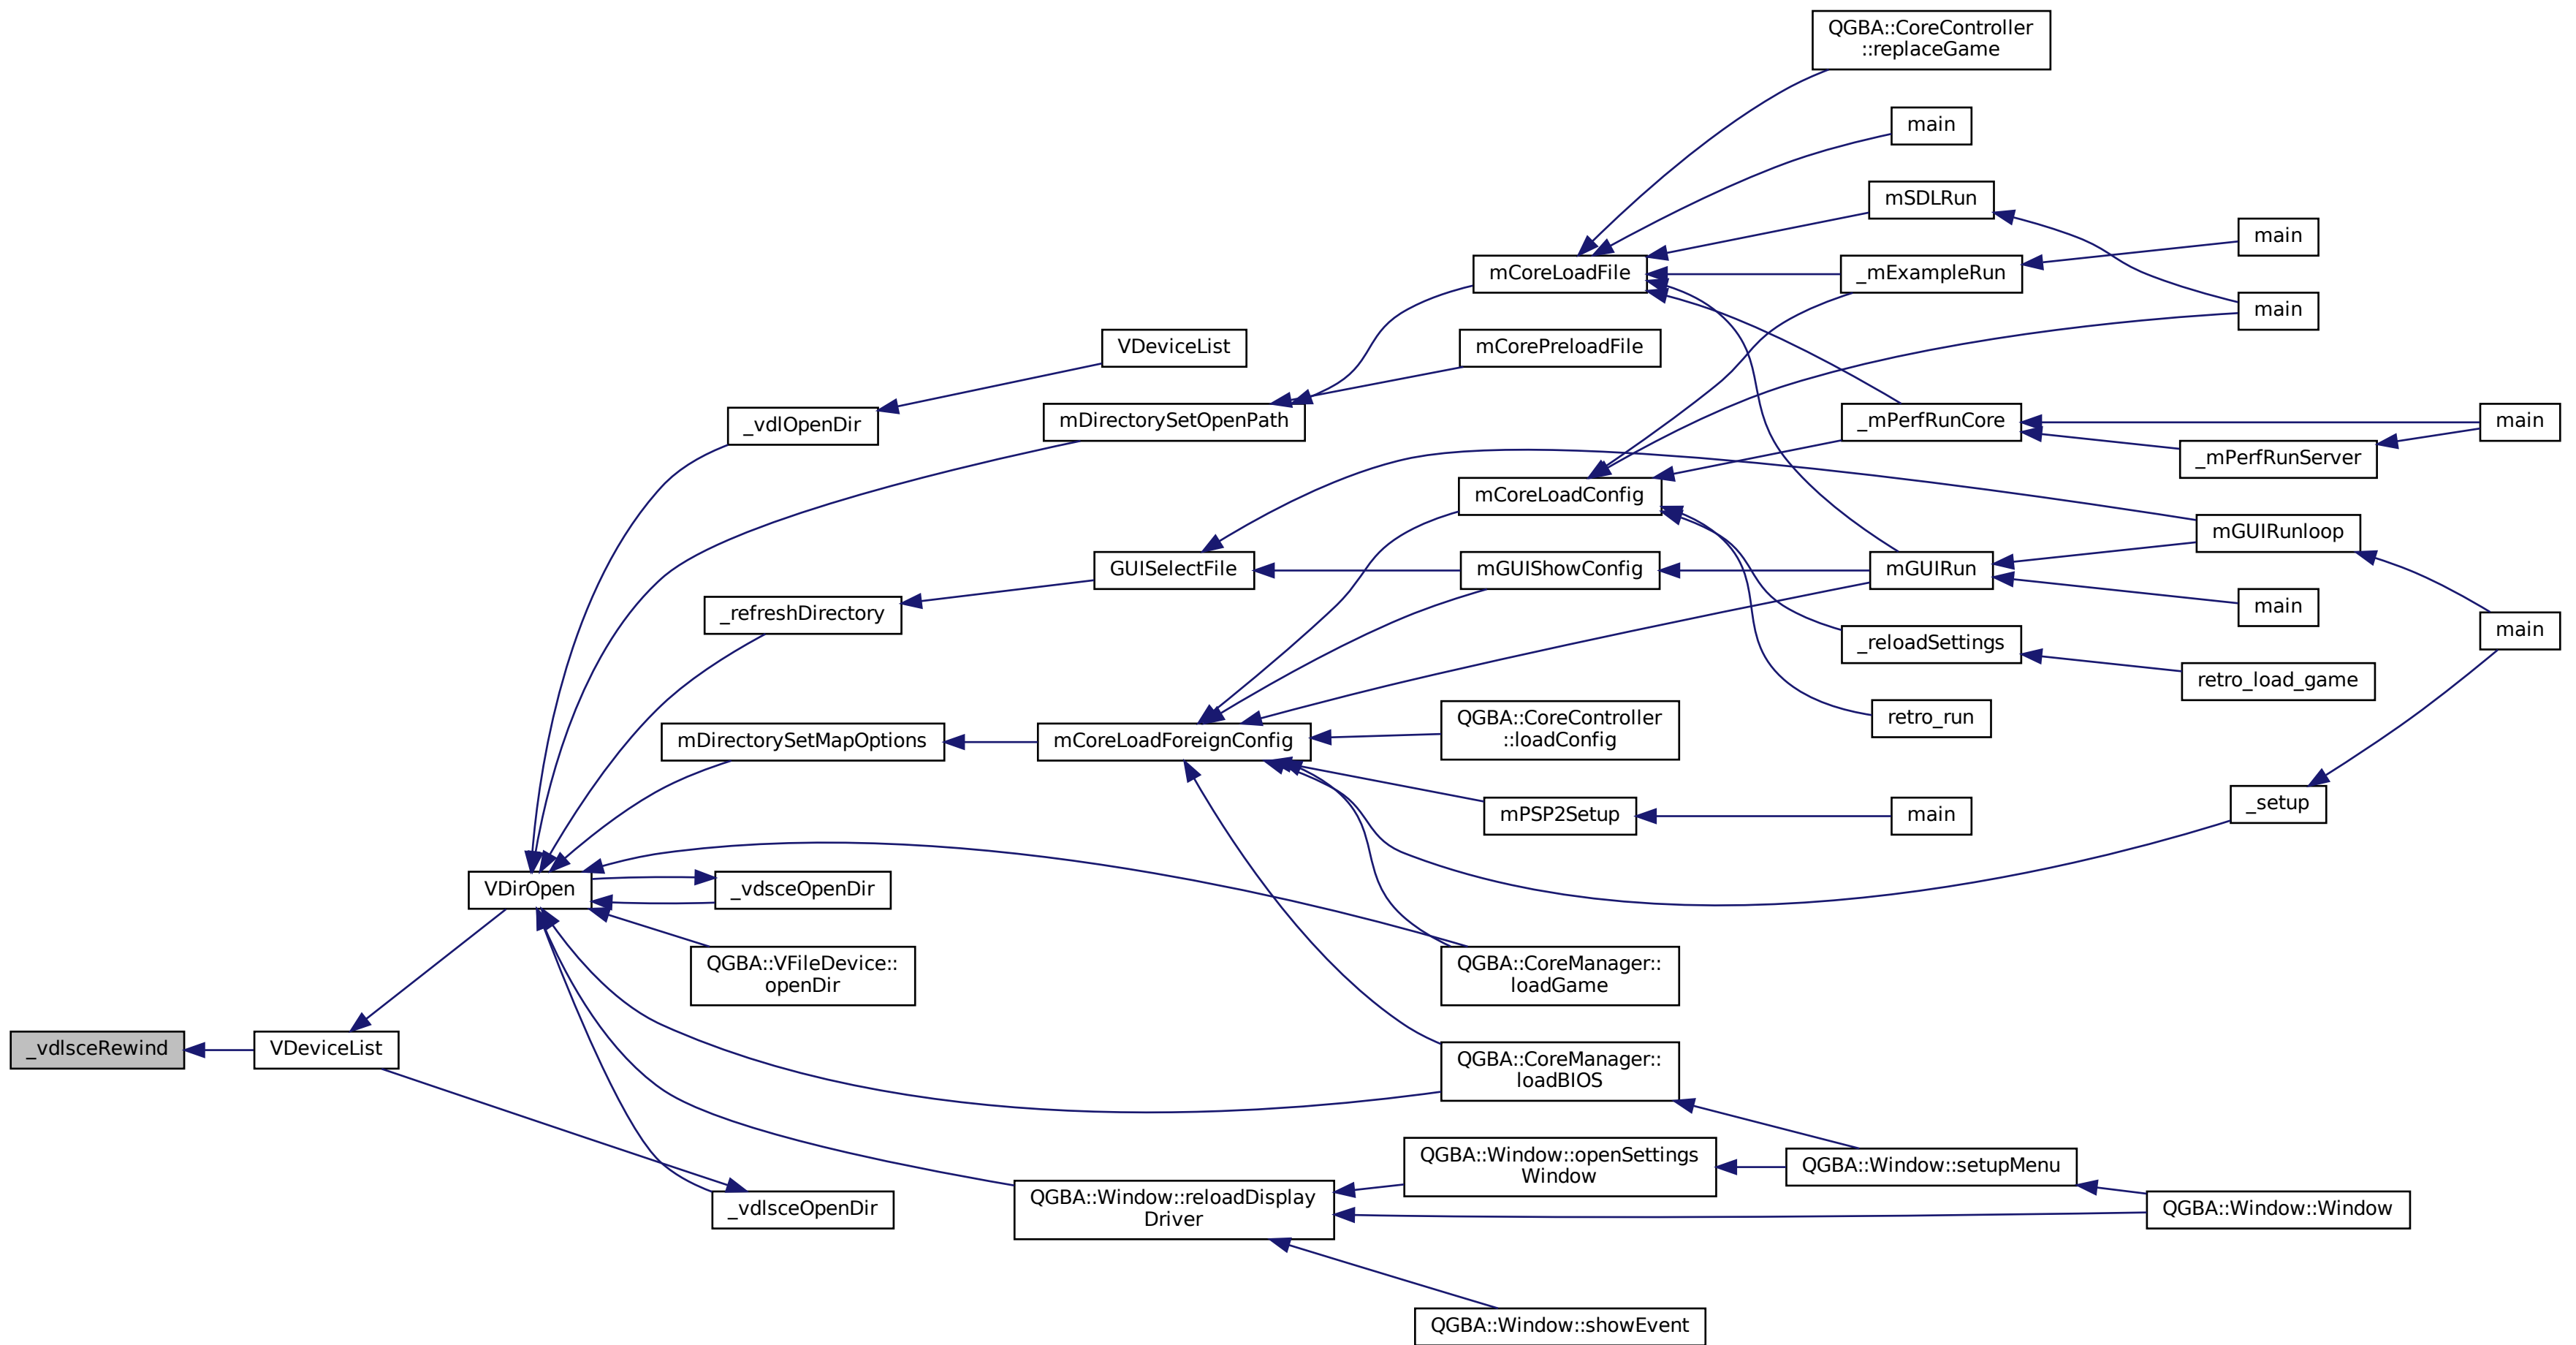 QGBA::CoreController
::replaceGame
main
mSDLRun
main
mCoreLoadFile
_mExampleRun
main
VDeviceList
mCorePreloadFile
_vdlOpenDir
mDirectorySetOpenPath
_mPerfRunCore
main
_mPerfRunServer
mCoreLoadConfig
mGUIRunloop
GUISelectFile
mGUIShowConfig
mGUIRun
main
_refreshDirectory
main
_reloadSettings
retro_load_game
mDirectorySetMapOptions
mCoreLoadForeignConfig
QGBA::CoreController
::loadConfig
retro_run
_setup
mPSP2Setup
main
VDirOpen
_vdsceOpenDir
QGBA::VFileDevice::
openDir
QGBA::CoreManager::
loadGame
_vdlsceRewind
VDeviceList
QGBA::CoreManager::
loadBIOS
QGBA::Window::openSettings
Window
QGBA::Window::setupMenu
_vdlsceOpenDir
QGBA::Window::reloadDisplay
Driver
QGBA::Window::Window
QGBA::Window::showEvent